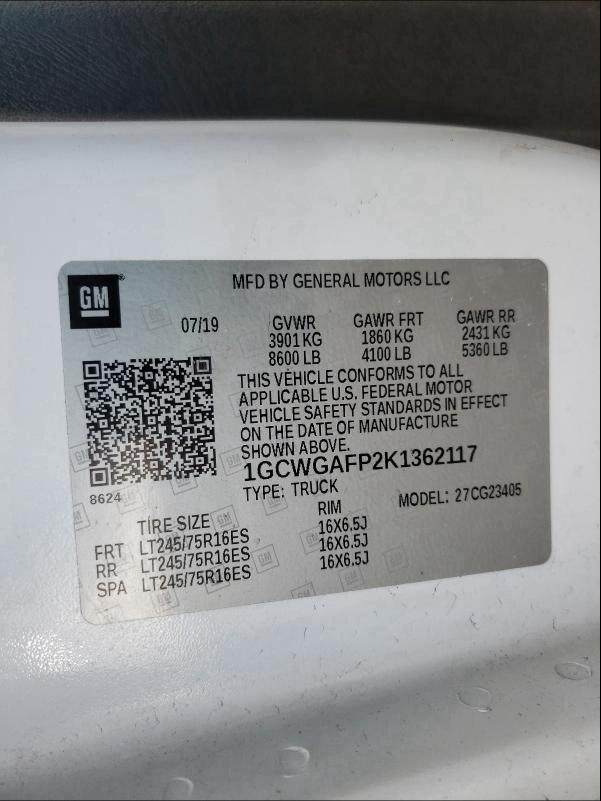 GM
MFD BY GENERAL MOTORS LLC
07/19 GVWR GAWR FRT GAWR RR
3901 KG 1860 KG 2431 KG
8600 LB 4100 LB 5360 LB
THIS VEHICLE CONFORMS TO ALL
APPLICABLE U.S. FEDERAL MOTOR
VEHICLE SAFETY STANDARDS IN EFFECT
ON THE DATE OF MANUFACTURE
SHOWN ABOVE.
1GCWGAFP2K1362117
8624
TYPE: TRUCK MODEL: 27CG23405
TIRE SIZE RIM
FRT LT245/75R16ES 16X6.5J
RR LT245/75R16ES 16X6.5J
SPA LT245/75R16ES 16X6.5J